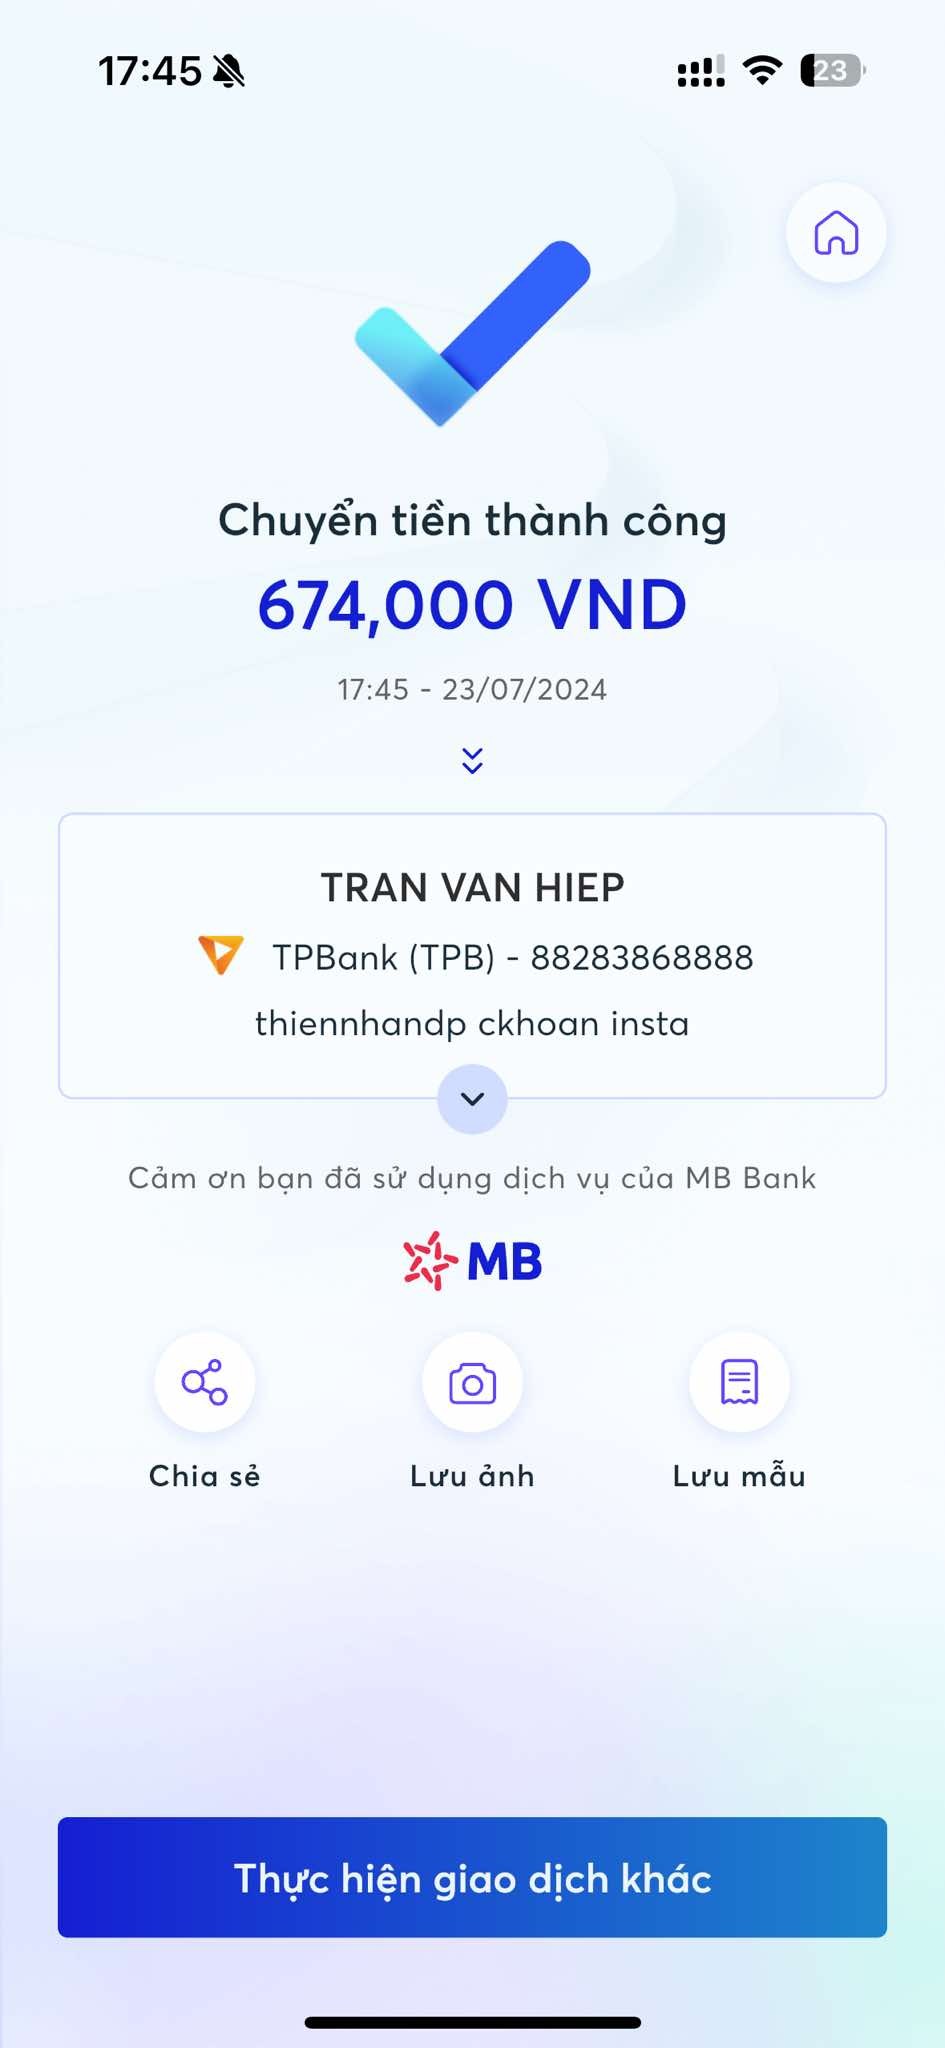 17:45
23
Chuyển tiền thành công
674,000 VND
17:45 - 23/07/2024
TRAN VAN HIEP
TPBank (TPB) - 88283868888
thiennhandp ckhoan insta
Cảm ơn bạn đã sử dụng dịch vụ của MB Bank
MB
Chia sẻ
Lưu ảnh
Lưu mẫu
Thực hiện giao dịch khác